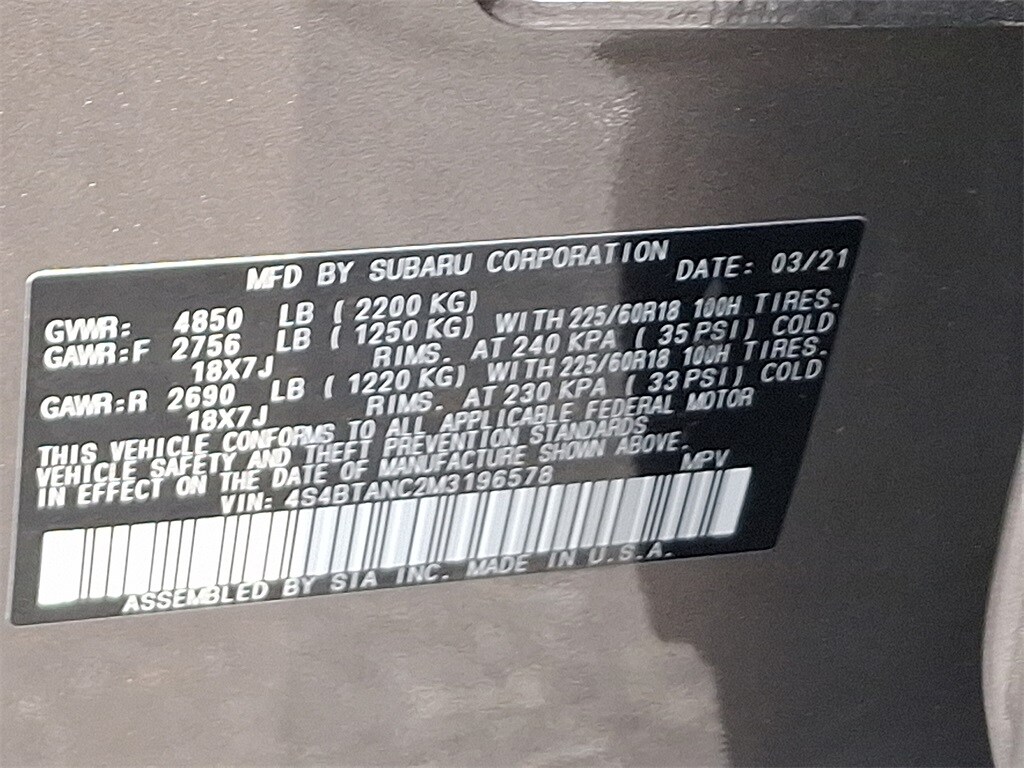 MFD BY SUBARU CORPORATION DATE: 03/21
GVWR: 4850 LB ( 2200 KG)
GAWR:F 2756 LB ( 1250 KG) WITH 225/60R18 100H TIRES.
18X7J RIMS. AT 240 KPA ( 35 PSI) COLD
GAWR:R 2690 LB ( 1220 KG) WITH 225/60R18 100H TIRES.
18X7J RIMS. AT 230 KPA ( 33 PSI) COLD
THIS VEHICLE CONFORMS TO ALL APPLICABLE FEDERAL MOTOR
VEHICLE SAFETY AND THEFT PREVENTION STANDARDS
IN EFFECT ON THE DATE OF MANUFACTURE SHOWN ABOVE.
VIN: 4S4BTANC2M3196578 MPV
ASSEMBLED BY SIA INC. MADE IN U.S.A.